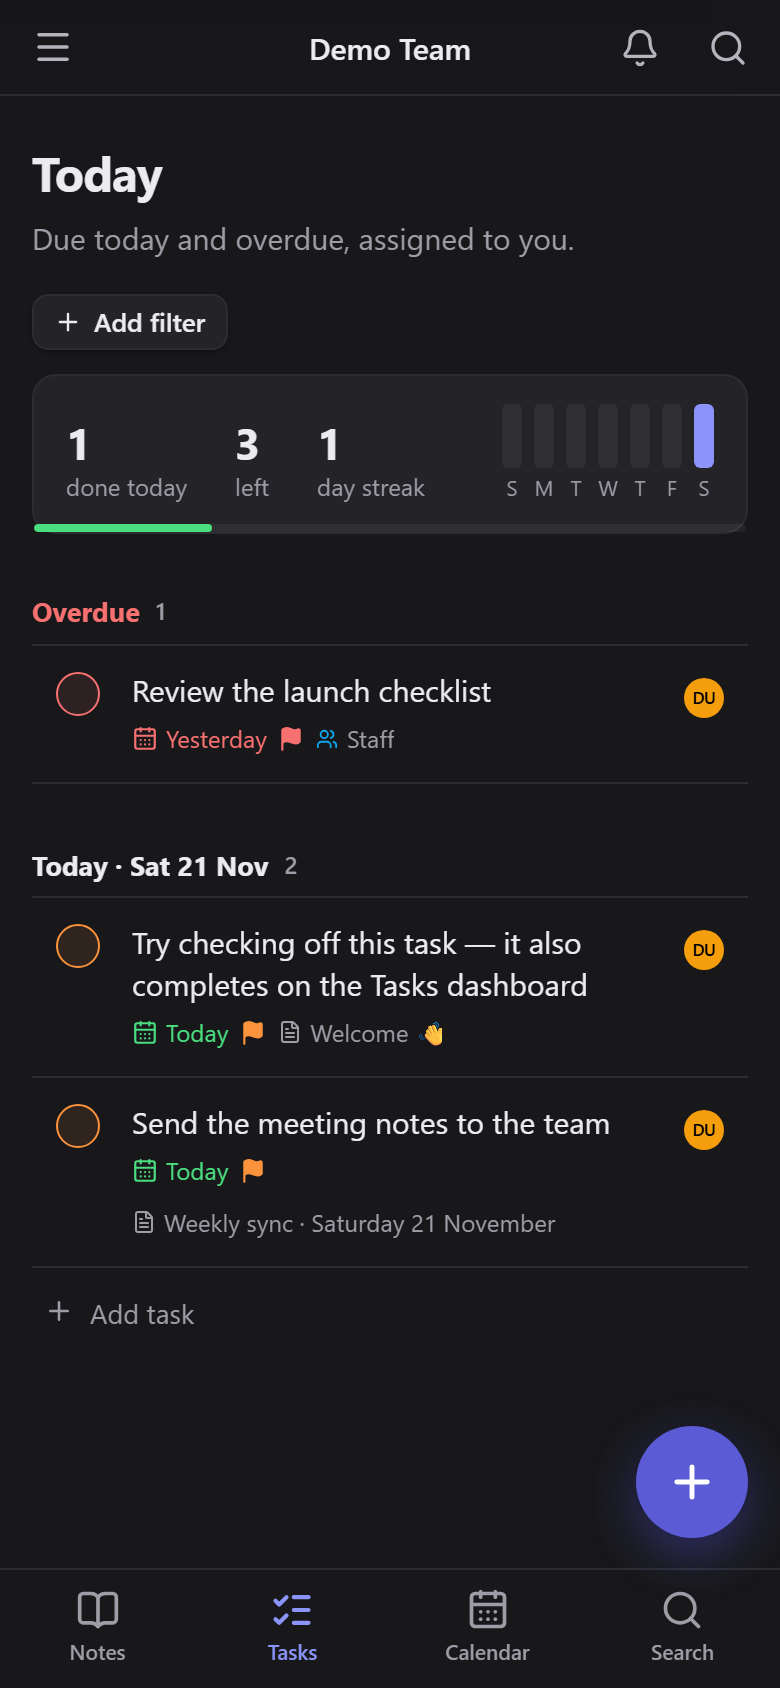 Demo Team
Today
Due today and overdue, assigned to you.
Add filter
1 3 1
done today left day streak
S M T W T F S
Overdue 1
Review the launch checklist
DU
Yesterday Staff
Today · Sat 21 Nov 2
Try checking off this task — it also
completes on the Tasks dashboard
DU
Today Welcome 👋
Send the meeting notes to the team
DU
Today
Weekly sync · Saturday 21 November
Add task
Notes Tasks Calendar Search